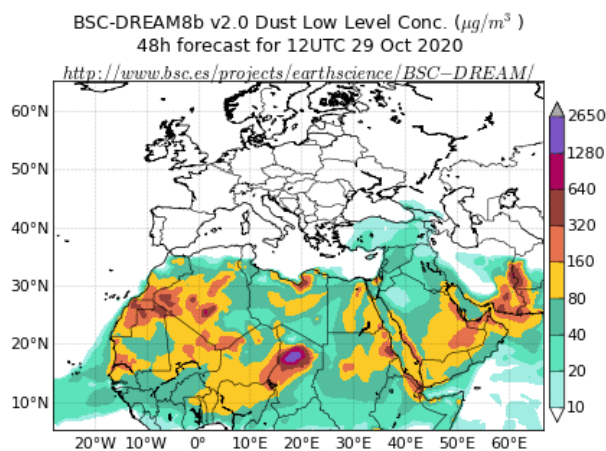 BSC-DREAM8b v2.0 Dust Low Level Conc. (μg/m³ )
48h forecast for 12UTC 29 Oct 2020
http://www.bsc.es/projects/earthscience/BSC−DREAM/
60°N
50°N
40°N
30°N
20°N
10°N
20°W 10°W 0° 10°E 20°E 30°E 40°E 50°E 60°E
2650
1280
640
320
160
80
40
20
10